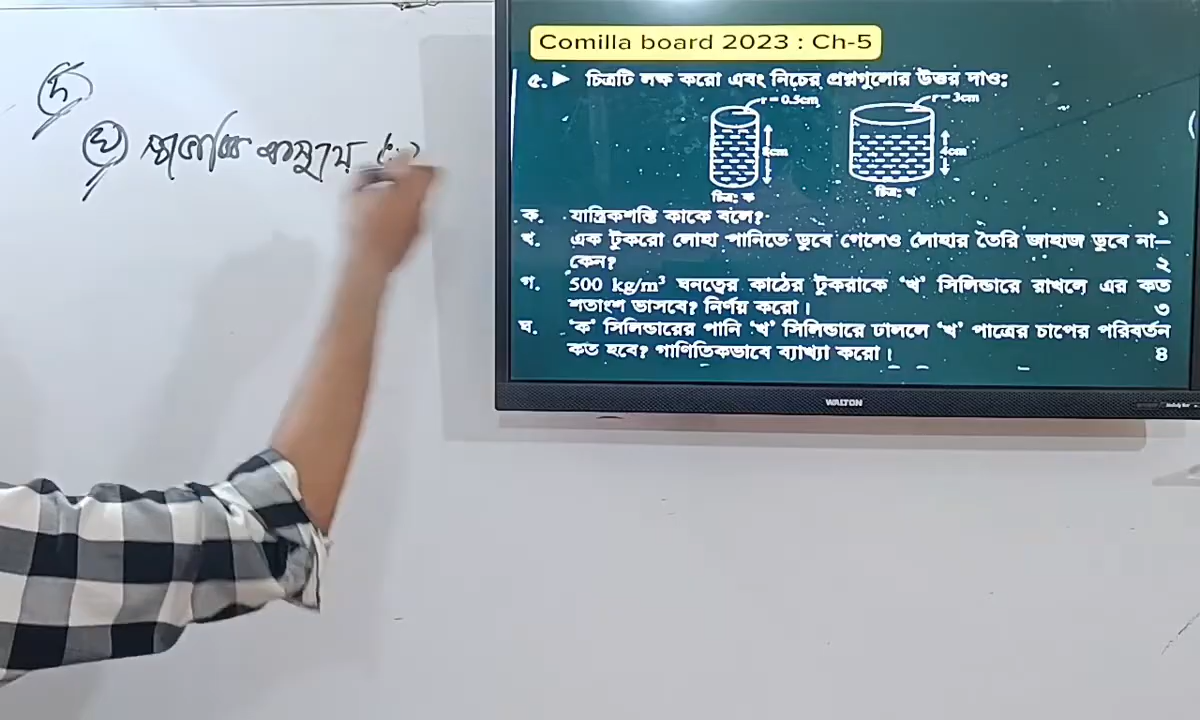 Comilla board 2023 : Ch-5
৫. ▶ চিত্রটি লক্ষ করো এবং নিচের প্রশ্নগুলোর উত্তর দাও:
r = 0.5cm
r = 3cm
8cm
4cm
চিত্র: ক
চিত্র: খ
ক. যান্ত্রিকশক্তি কাকে বলে? ১
খ. এক টুকরো লোহা পানিতে ডুবে গেলেও লোহার তৈরি জাহাজ ডুবে না—
কেন? ২
গ. 500 kg/m³ ঘনত্বের কাঠের টুকরাকে ‘খ’ সিলিন্ডারে রাখলে এর কত
শতাংশ ভাসবে? নির্ণয় করো। ৩
ঘ. ‘ক’ সিলিন্ডারের পানি ‘খ’ সিলিন্ডারে ঢাললে ‘খ’ পাত্রের চাপের পরিবর্তন
কত হবে? গাণিতিকভাবে ব্যাখ্যা করো। 4
WALTON